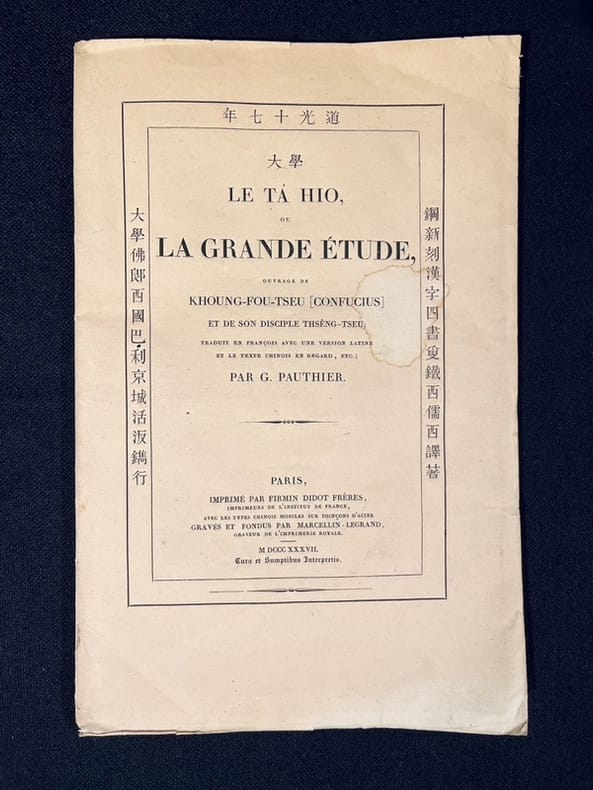 道光十七年
大學
LE TÁ HIO,
OU
LA GRANDE ÉTUDE,
OUVRAGE DE
KHOUNG-FOU-TSEU [CONFUCIUS]
ET DE SON DISCIPLE THSÊNG-TSEU;
TRADUIT EN FRANÇOIS AVEC UNE VERSION LATINE
ET LE TEXTE CHINOIS EN REGARD, ETC.;
PAR G. PAUTHIER.
PARIS,
IMPRIMÉ PAR FIRMIN DIDOT FRÈRES,
IMPRIMEURS DE L'INSTITUT DE FRANCE,
AVEC LES TYPES CHINOIS MOBILES SUR POINÇONS D'ACIER
GRAVÉS ET FONDUS PAR MARCELLIN-LEGRAND,
GRAVEUR DE L'IMPRIMERIE ROYALE.
M DCCC XXXVII.
Cura et Sumptibus Interpretis.
鋼新刻漢字四書鐵西儒西譯著
大學佛郎西國巴利京城活汳鐫行